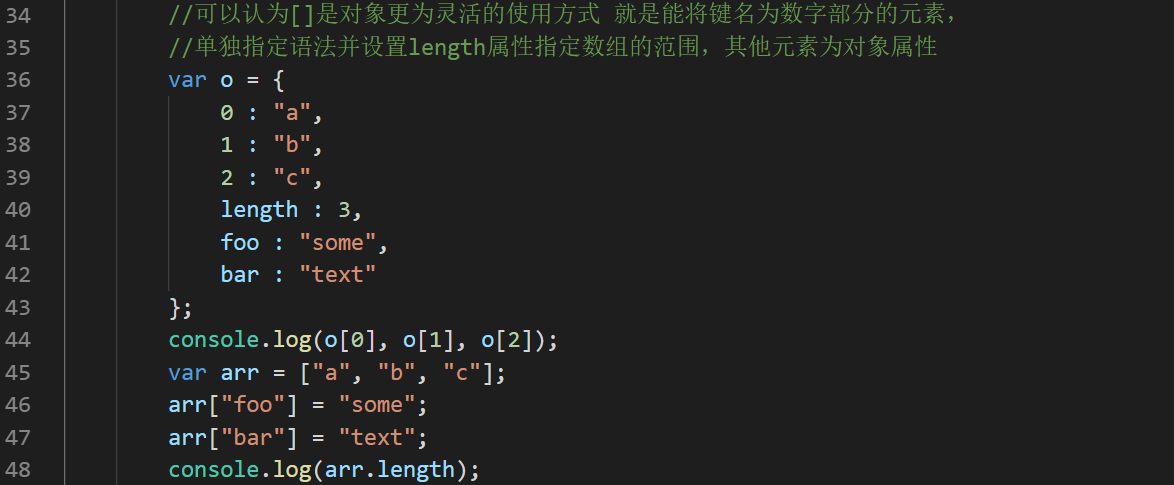 34 //可以认为[]是对象更为灵活的使用方式 就是能将键名为数字部分的元素,
35 //单独指定语法并设置length属性指定数组的范围，其他元素为对象属性
36 var o = {
37 0 : "a",
38 1 : "b",
39 2 : "c",
40 length : 3,
41 foo : "some",
42 bar : "text"
43 };
44 console.log(o[0], o[1], o[2]);
45 var arr = ["a", "b", "c"];
46 arr["foo"] = "some";
47 arr["bar"] = "text";
48 console.log(arr.length);